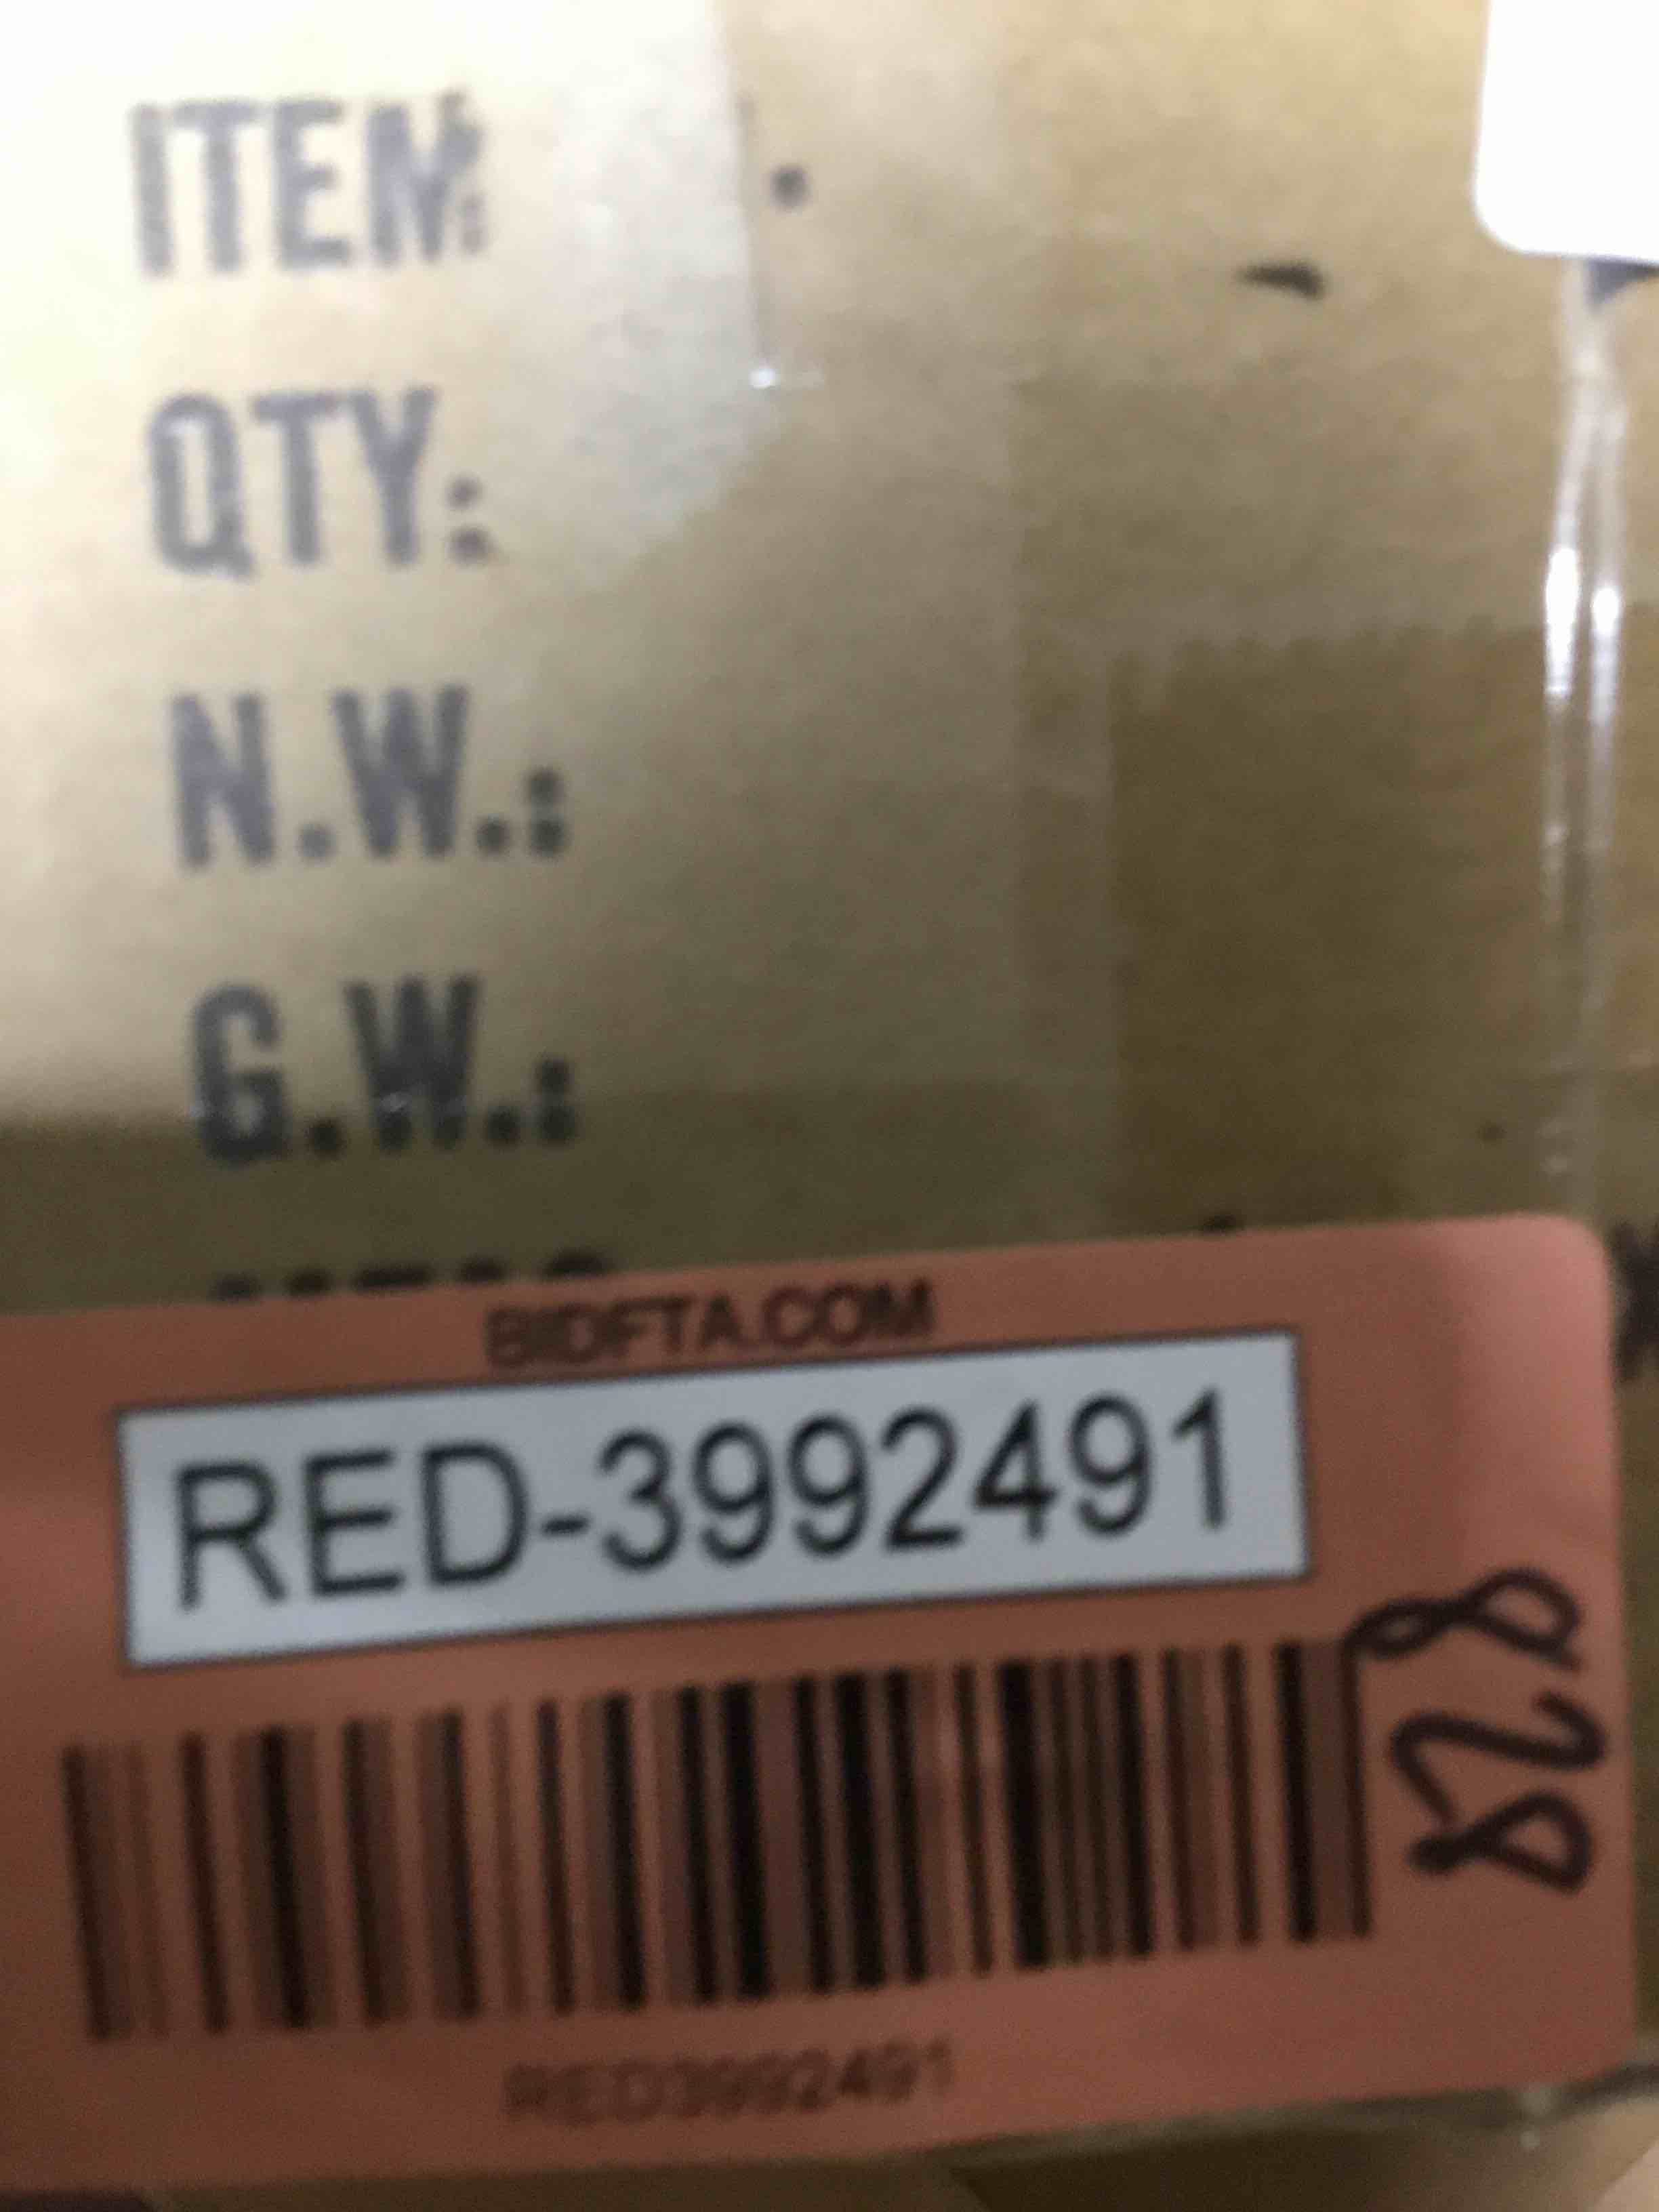 ITEM:
QTY:
N.W.:
G.W.:
BIDFTA.COM
RED-3992491
828
RED3992491